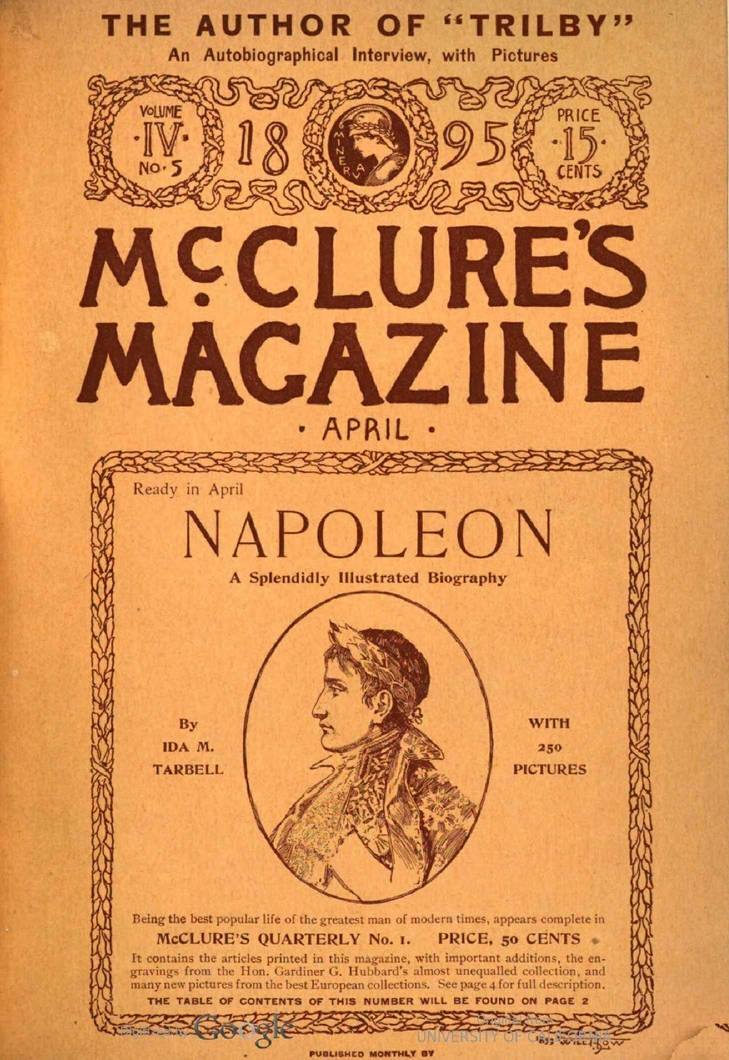 THE AUTHOR OF “TRILBY”
An Autobiographical Interview, with Pictures
VOLUME
·IV·
NO·5
18
MINERVA
95
PRICE
·15·
CENTS
McCLURE'S
MAGAZINE
· APRIL ·
Ready in April
NAPOLEON
A Splendidly Illustrated Biography
By
IDA M.
TARBELL
WITH
250
PICTURES
Being the best popular life of the greatest man of modern times, appears complete in
McCLURE'S QUARTERLY No. 1. PRICE, 50 CENTS
It contains the articles printed in this magazine, with important additions, the en-
gravings from the Hon. Gardiner G. Hubbard's almost unequalled collection, and
many new pictures from the best European collections. See page 4 for full description.
THE TABLE OF CONTENTS OF THIS NUMBER WILL BE FOUND ON PAGE 2
Google
UNIVERSITY OF CALIFORNIA
PUBLISHED MONTHLY BY